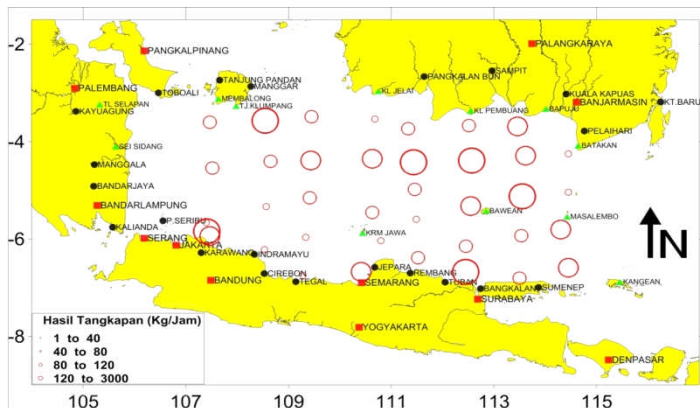 -2
-4
-6
-8
PANGKALPINANG
PALANGKARAYA
SAMPIT
PANGKALAN BUN
TANJUNG PANDAN
MANGGAR
PALEMBANG
TOBOALI
MEMBALONG
KL JELAI
KUALA KAPUAS
BANJARMASIN
KT.BARU
TL SELAPAN
TJ.KLUMPANG
KAYUAGUNG
KL PEMBUANG
BAPUJU
PELAIHARI
SEI SIDANG
BATAKAN
MANGGALA
BANDARJAYA
BANDARLAMPUNG
BAWEAN
MASALEMBO
P.SERIBU
KALIANDA
KRM JAWA
SERANG
JAKARTA
KARAWANG
INDRAMAYU
N
CIREBON
JEPARA
REMBANG
BANDUNG
TEGAL
SEMARANG
TUBAN
BANGKALAN
SUMENEP
KANGEAN
SURABAYA
YOGYAKARTA
DENPASAR
Hasil Tangkapan (Kg/Jam)
1 to 40
40 to 80
80 to 120
120 to 3000
105 107 109 111 113 115